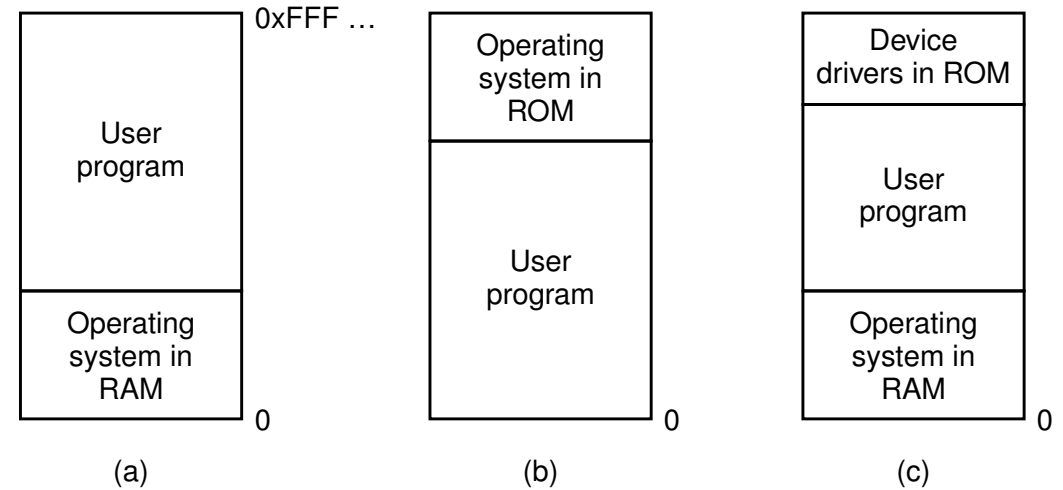 0xFFF …
User
program
Operating
system in
RAM
0
(a)
Operating
system in
ROM
User
program
0
(b)
Device
drivers in ROM
User
program
Operating
system in
RAM
0
(c)